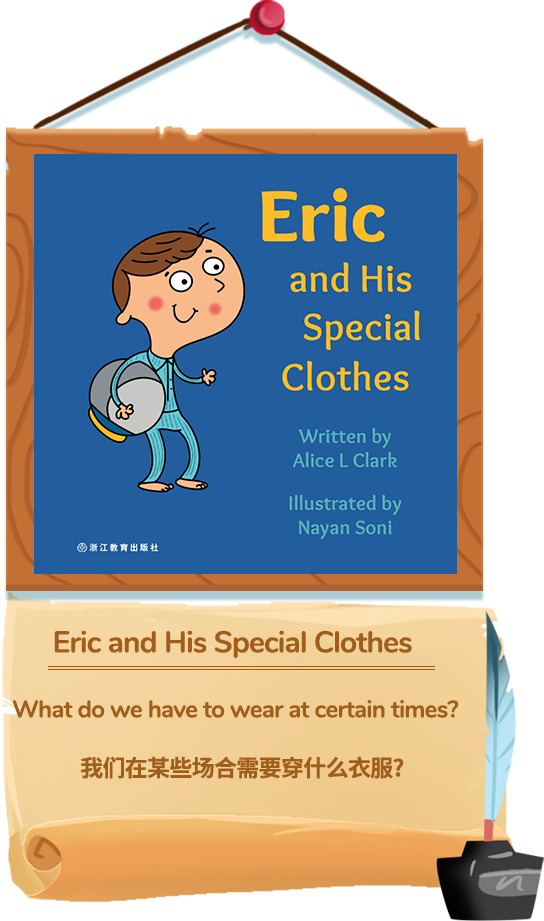 Eric
and His
Special
Clothes
Written by
Alice L Clark
Illustrated by
Nayan Soni
浙江教育出版社
Eric and His Special Clothes
What do we have to wear at certain times?
我们在某些场合需要穿什么衣服?